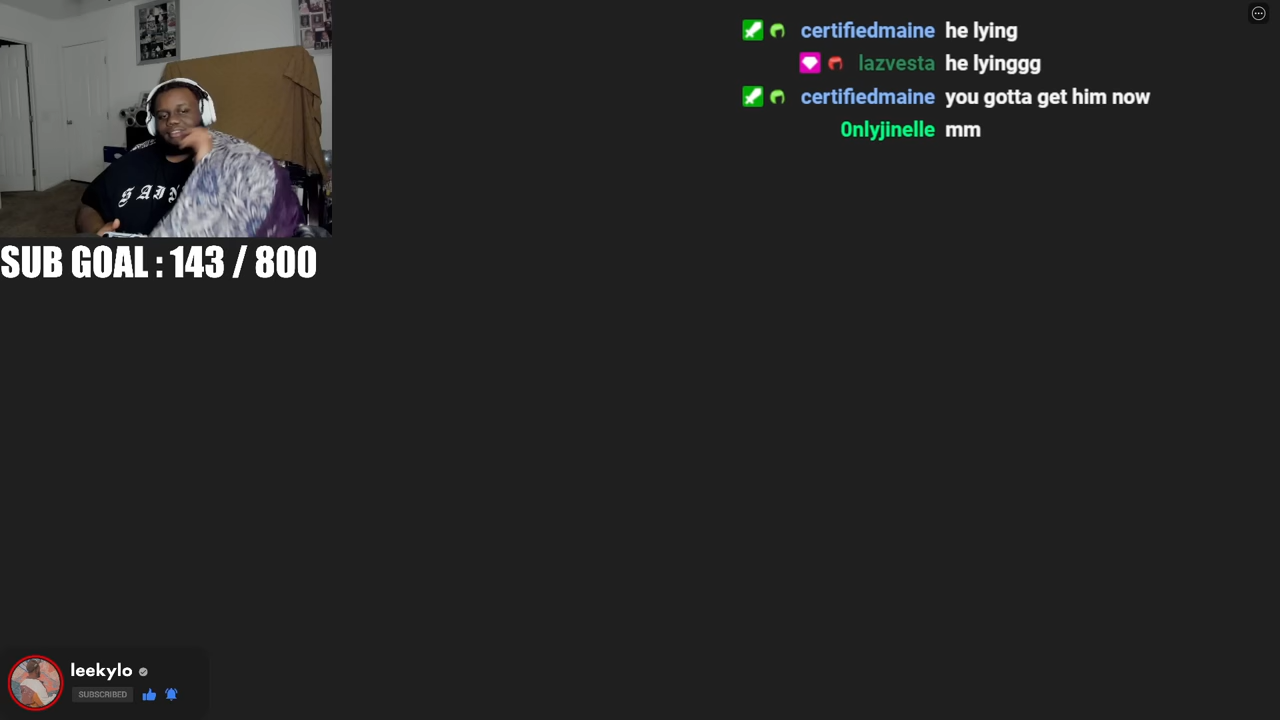 certifiedmaine he lying
lazvesta he lyinggg
certifiedmaine you gotta get him now
0nlyjinelle mm
SUB GOAL : 143 / 800
leekylo
SUBSCRIBED